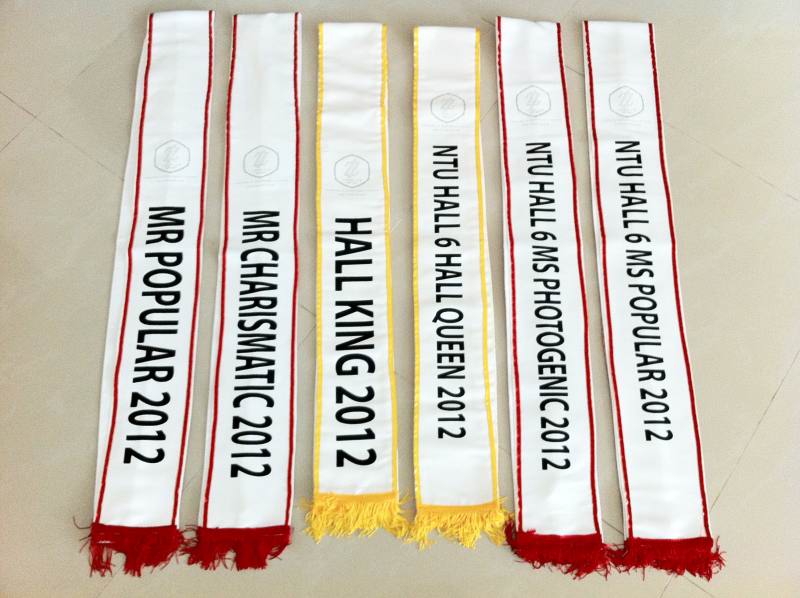 MR POPULAR 2012
MR CHARISMATIC 2012
HALL KING 2012
NTU HALL 6 HALL QUEEN 2012
NTU HALL 6 MS PHOTOGENIC 2012
NTU HALL 6 MS POPULAR 2012